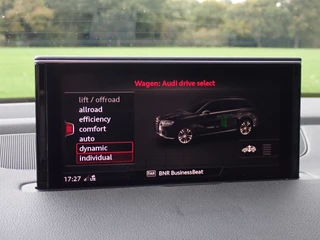 Wagen: Audi drive select
lift / offroad
allroad
efficiency
comfort
auto
dynamic
individual
17:27
BNR BusinessBeat